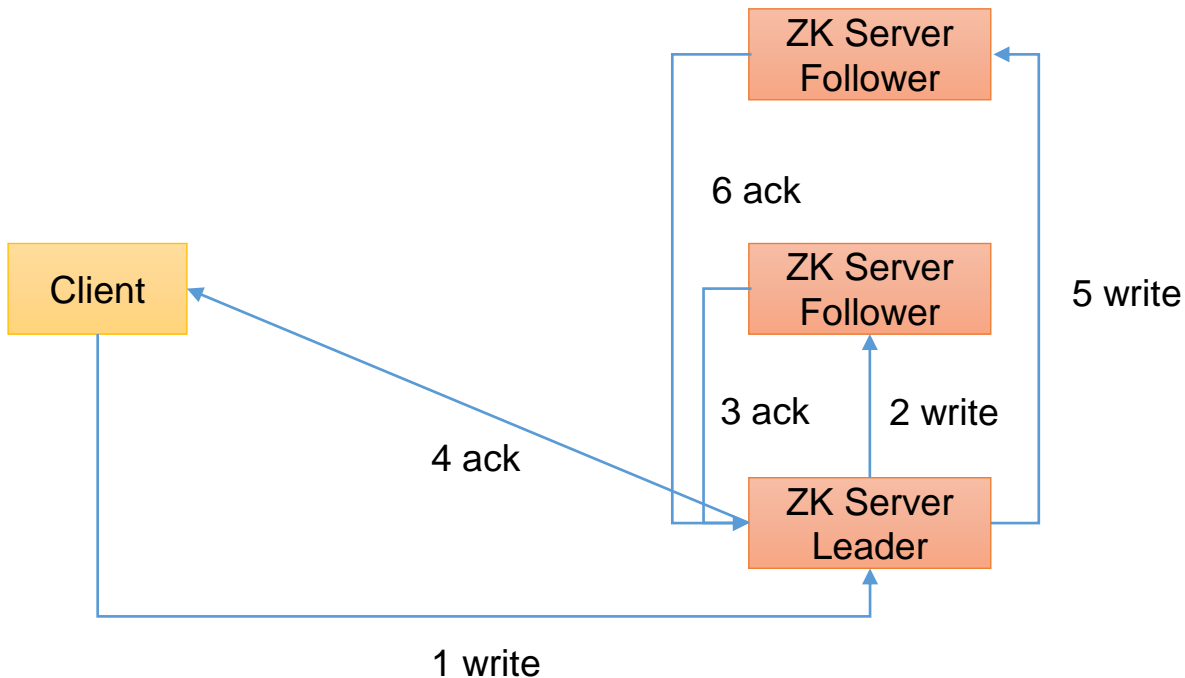 ZK Server
Follower
6 ack
Client
ZK Server
Follower
5 write
3 ack
2 write
4 ack
ZK Server
Leader
1 write